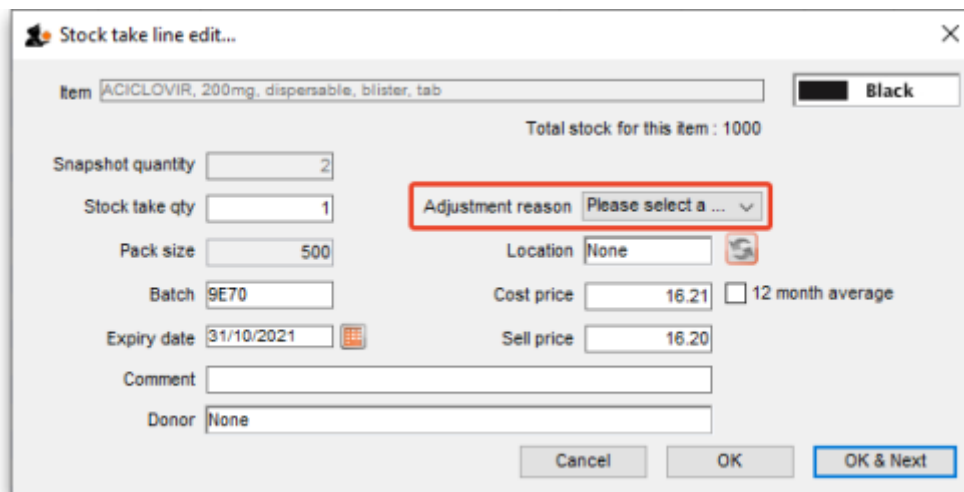 Stock take line edit...
Item ACICLOVIR, 200mg, dispersable, blister, tab Black
Total stock for this item : 1000
Snapshot quantity 2
Stock take qty 1 Adjustment reason Please select a ...
Pack size 500 Location None
Batch 9E70 Cost price 16.21 12 month average
Expiry date 31/10/2021 Sell price 16.20
Comment
Donor None
Cancel OK OK & Next